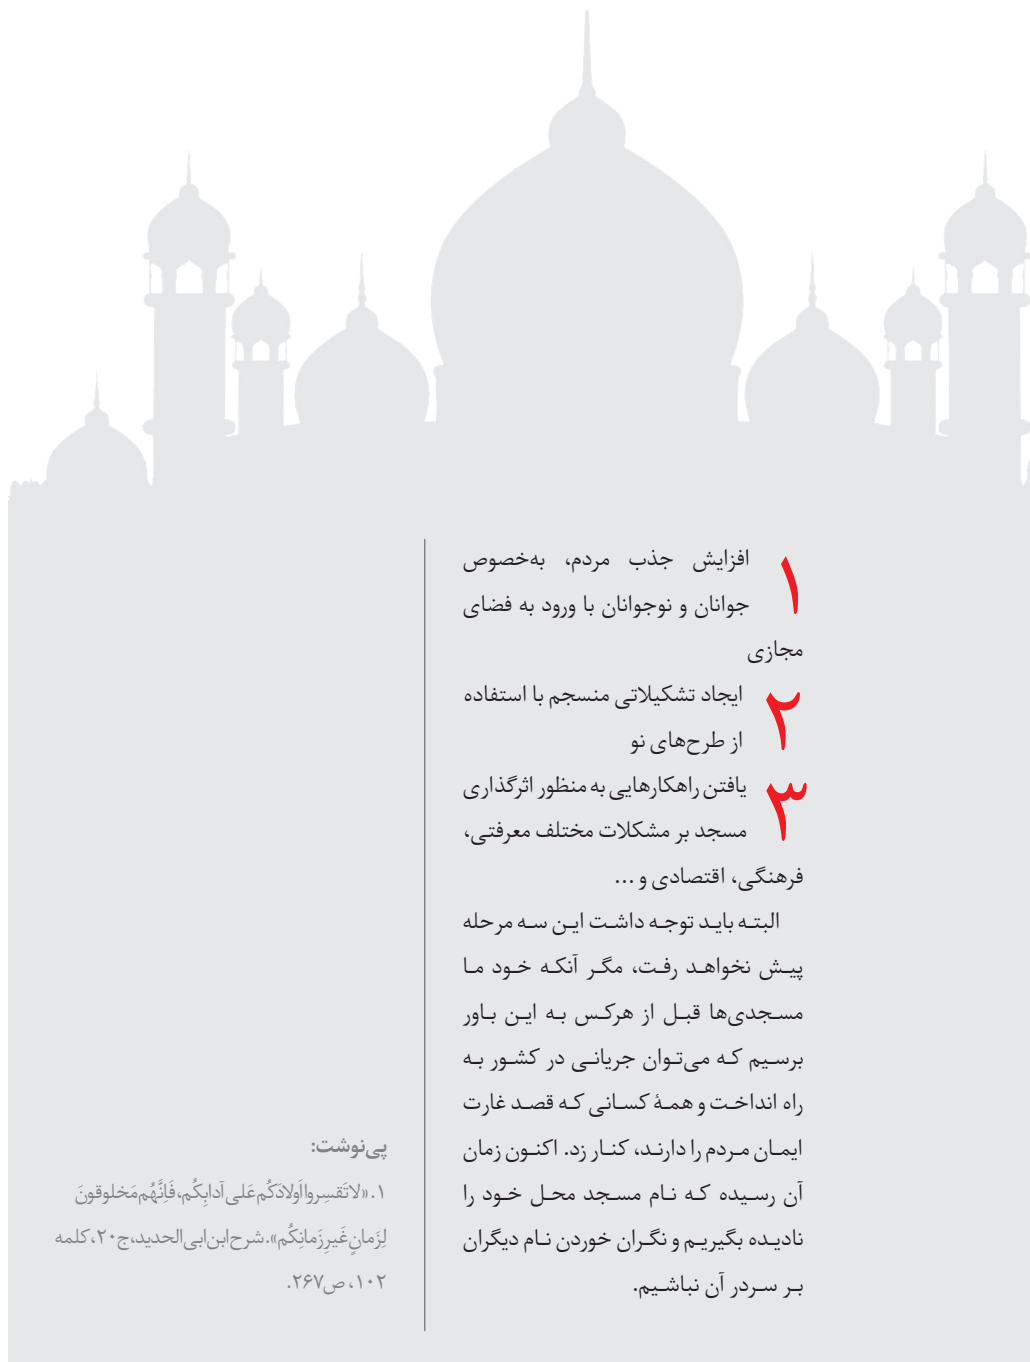 ۱ افزایش جذب مردم، به‌خصوص
جوانان و نوجوانان با ورود به فضای
مجازی
۲ ایجاد تشکیلاتی منسجم با استفاده
از طرح‌های نو
۳ یافتن راهکارهایی به منظور اثرگذاری
مسجد بر مشکلات مختلف معرفتی،
فرهنگی، اقتصادی و ...
البته باید توجه داشت این سه مرحله
پیش نخواهد رفت، مگر آنکه خود ما
مسجدی‌ها قبل از هرکس به این باور
برسیم که می‌توان جریانی در کشور به
راه انداخت و همهٔ کسانی که قصد غارت
ایمان مردم را دارند، کنار زد. اکنون زمان
آن رسیده که نام مسجد محل خود را
نادیده بگیریم و نگران خوردن نام دیگران
بر سردر آن نباشیم.
پی‌نوشت:
۱. «لا تَقسِروا اَولادَکُم عَلی آدابِکُم، فَاِنَّهُم مَخلوقونَ
لِزَمانٍ غَیرِ زَمانِکُم». شرح ابن ابی الحدید، ج۲۰، کلمه
۱۰۲، ص۲۶۷.